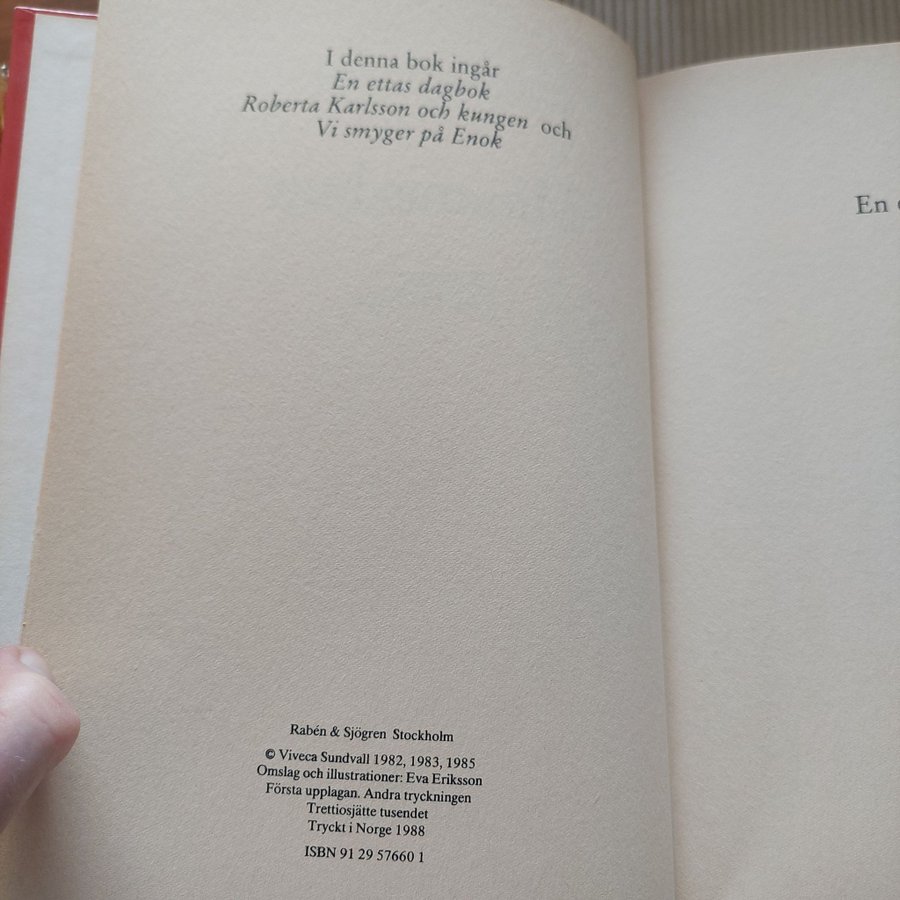 I denna bok ingår
En ettas dagbok
Roberta Karlsson och kungen och
Vi smyger på Enok
Rabén & Sjögren Stockholm
© Viveca Sundvall 1982, 1983, 1985
Omslag och illustrationer: Eva Eriksson
Första upplagan. Andra tryckningen
Trettiosjätte tusendet
Tryckt i Norge 1988
ISBN 91 29 57660 1
En